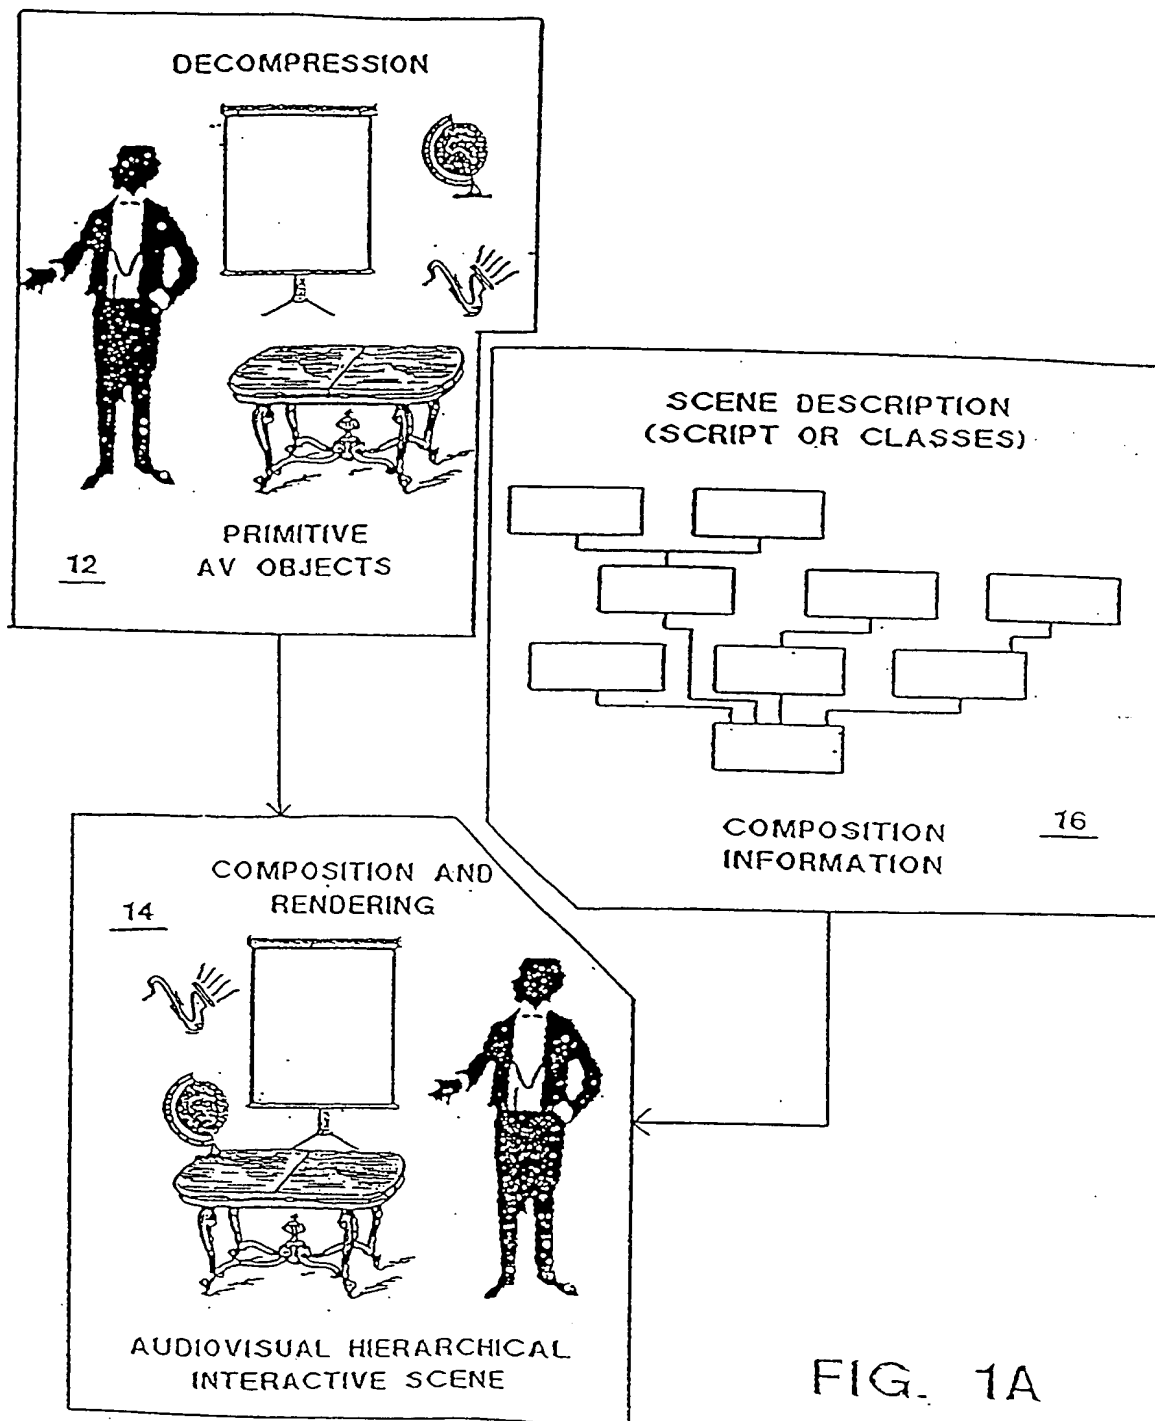 DECOMPRESSION
PRIMITIVE
AV OBJECTS
12
SCENE DESCRIPTION
(SCRIPT OR CLASSES)
COMPOSITION
INFORMATION
16
COMPOSITION AND
RENDERING
14
AUDIOVISUAL HIERARCHICAL
INTERACTIVE SCENE
FIG. 1A